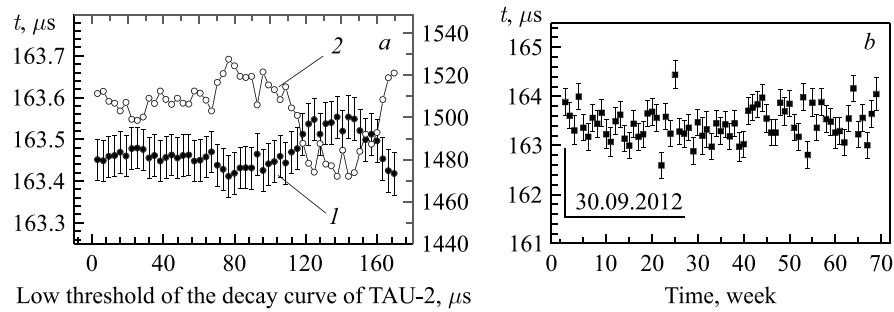 t, μs
2
a
1540
163.7
1520
163.6
1500
163.5
1480
163.4
1460
163.3
1
1440
0 40 80 120 160
Low threshold of the decay curve of TAU-2, μs
t, μs
b
165
164
163
162
30.09.2012
161
0 10 20 30 40 50 60 70
Time, week